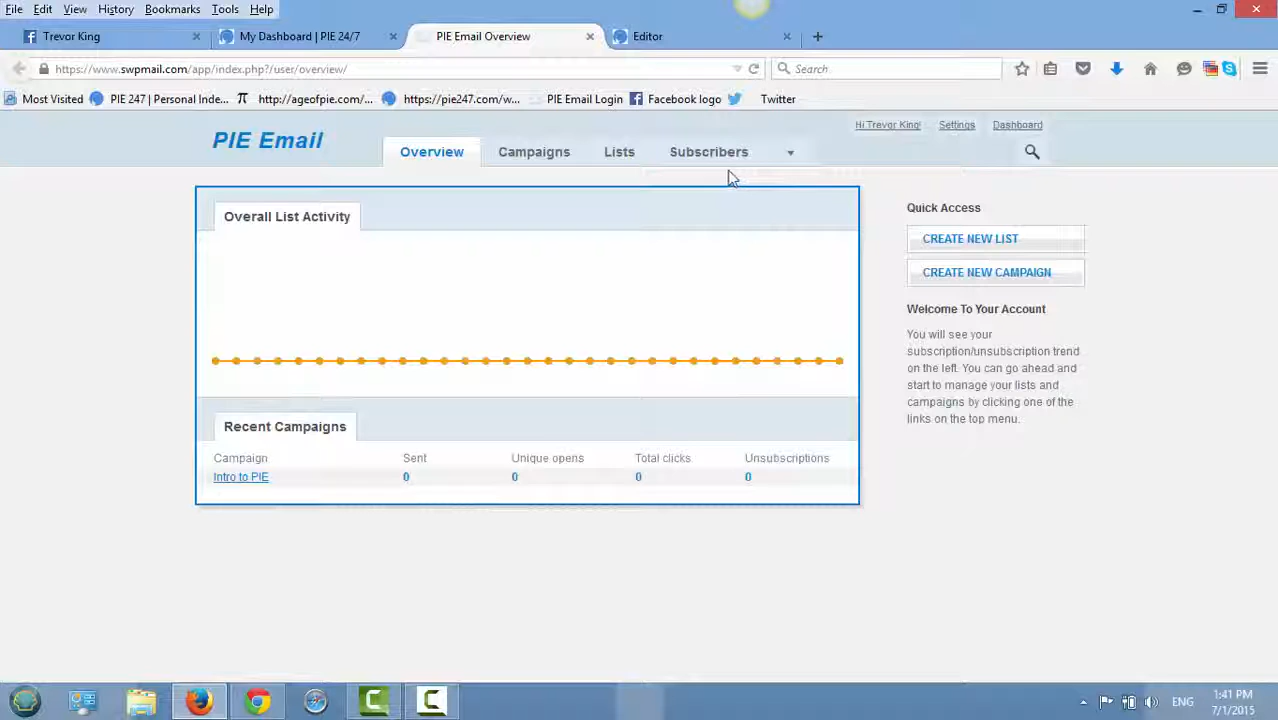 File Edit View History Bookmarks Tools Help
Trevor King
My Dashboard | PIE 24/7
PIE Email Overview
Editor
https://www.swpmail.com/app/index.php?/user/overview/
Search
Most Visited
PIE 247 | Personal Inde...
http://ageofpie.com/...
https://pie247.com/w...
PIE Email Login
Facebook logo
Twitter
Hi Trevor King! Settings Dashboard
PIE Email
Overview Campaigns Lists Subscribers
Overall List Activity
Recent Campaigns
Campaign Sent Unique opens Total clicks Unsubscriptions
Intro to PIE 0 0 0 0
Quick Access
CREATE NEW LIST
CREATE NEW CAMPAIGN
Welcome To Your Account
You will see your
subscription/unsubscription trend
on the left. You can go ahead and
start to manage your lists and
campaigns by clicking one of the
links on the top menu.
ENG
1:41 PM
7/1/2015